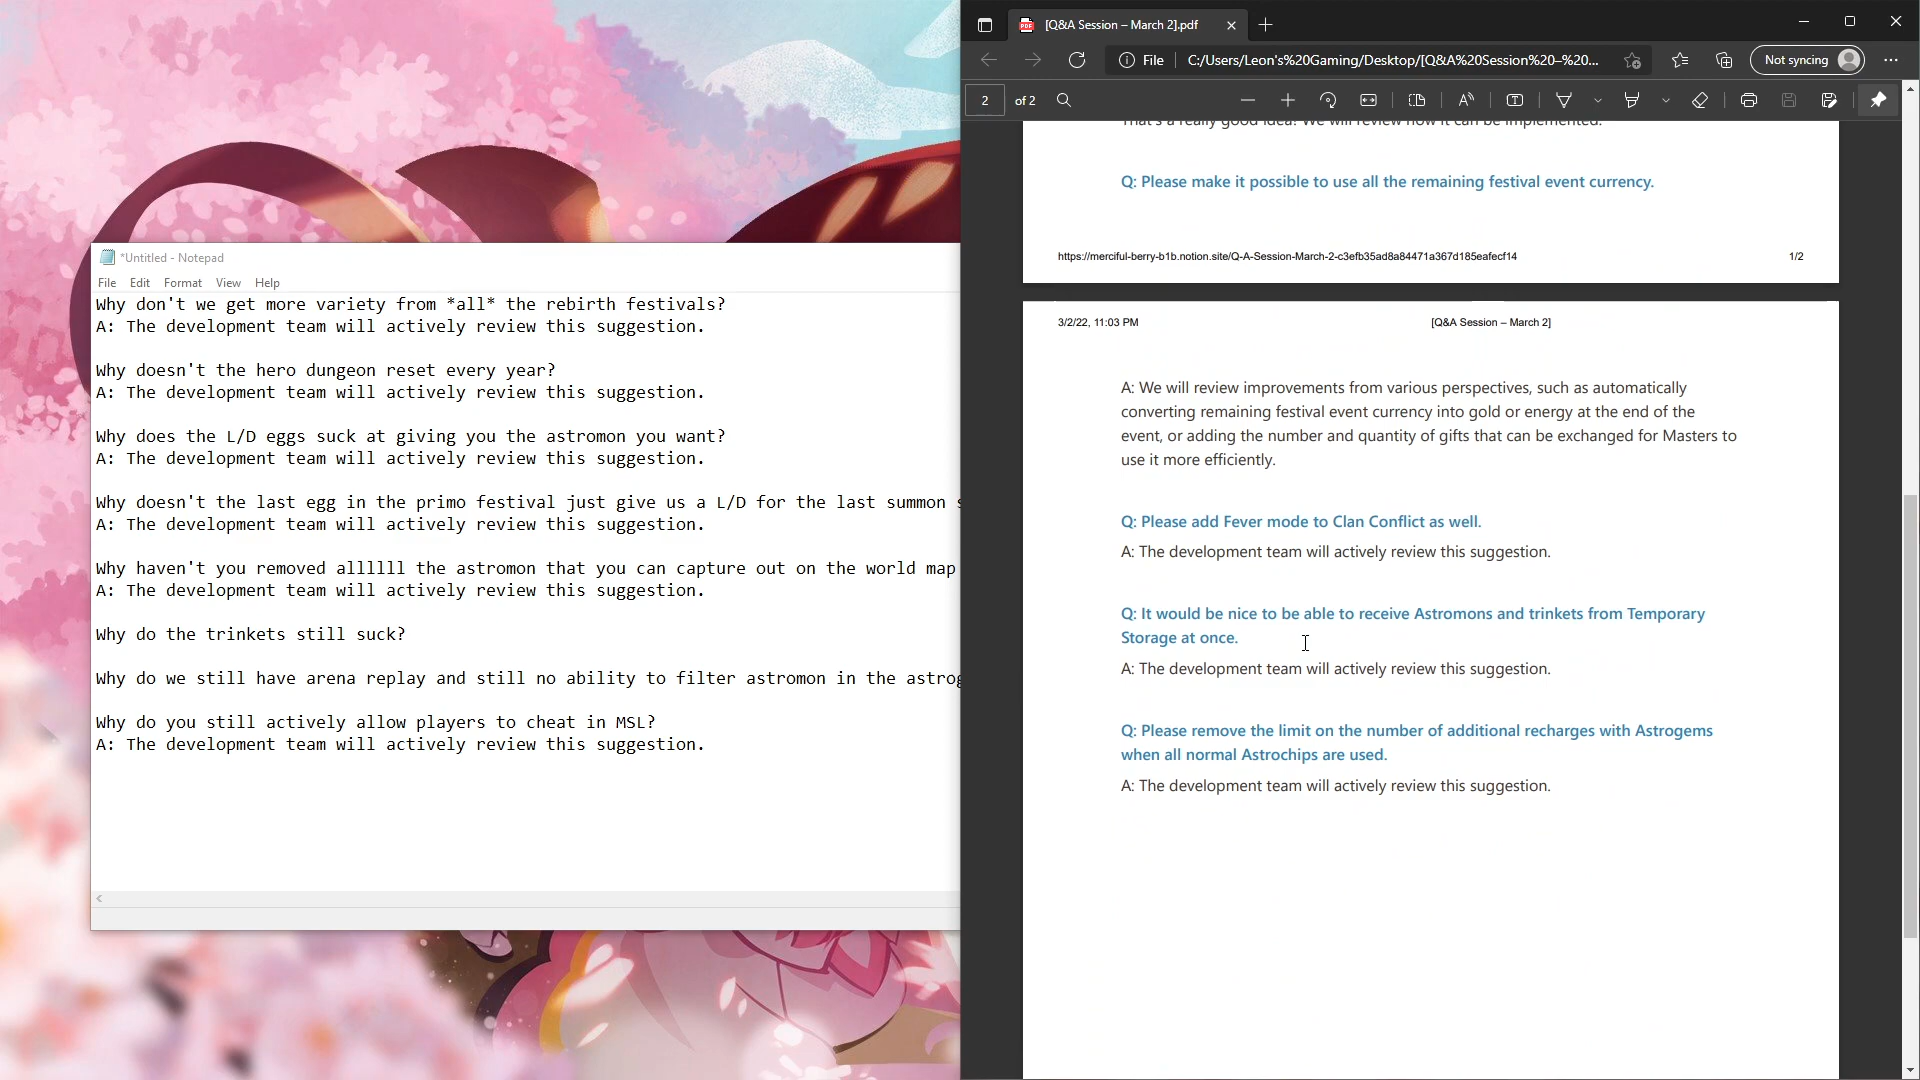 *Untitled - Notepad
File Edit Format View Help
Why don't we get more variety from *all* the rebirth festivals?
A: The development team will actively review this suggestion.
Why doesn't the hero dungeon reset every year?
A: The development team will actively review this suggestion.
Why does the L/D eggs suck at giving you the astromon you want?
A: The development team will actively review this suggestion.
Why doesn't the last egg in the primo festival just give us a L/D for the last summon
A: The development team will actively review this suggestion.
Why haven't you removed allllll the astromon that you can capture out on the world map
A: The development team will actively review this suggestion.
Why do the trinkets still suck?
Why do we still have arena replay and still no ability to filter astromon in the
Why do you still actively allow players to cheat in MSL?
A: The development team will actively review this suggestion.
[Q&A Session – March 2].pdf
File C:/Users/Leon's%20Gaming/Desktop/[Q&A%20Session%20–%20... Not syncing
2 of 2
That's a really good idea! We will review how it can be implemented.
Q: Please make it possible to use all the remaining festival event currency.
https://merciful-berry-b1b.notion.site/Q-A-Session-March-2-c3efb35ad8a84471a367d185eafecf14 1/2
3/2/22, 11:03 PM [Q&A Session – March 2]
A: We will review improvements from various perspectives, such as automatically
converting remaining festival event currency into gold or energy at the end of the
event, or adding the number and quantity of gifts that can be exchanged for Masters to
use it more efficiently.
Q: Please add Fever mode to Clan Conflict as well.
A: The development team will actively review this suggestion.
Q: It would be nice to be able to receive Astromons and trinkets from Temporary
Storage at once.
A: The development team will actively review this suggestion.
Q: Please remove the limit on the number of additional recharges with Astrogems
when all normal Astrochips are used.
A: The development team will actively review this suggestion.